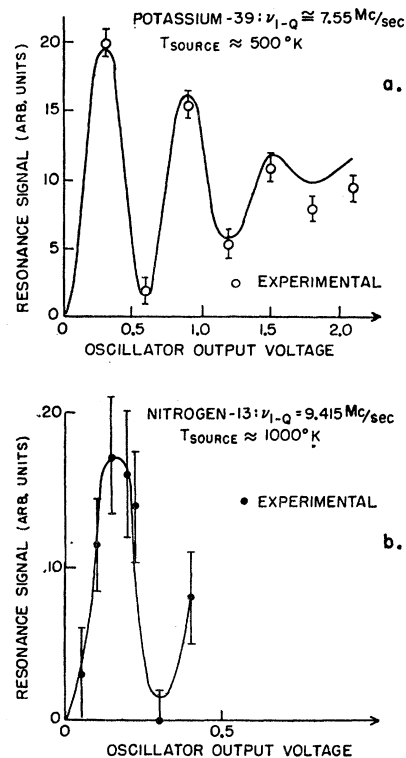 POTASSIUM-39: ν₁₋Q ≅ 7.55 Mc/sec
TSOURCE ≈ 500°K
a.
RESONANCE SIGNAL (ARB, UNITS)
20
15
10
5
0
EXPERIMENTAL
0 0.5 1.0 1.5 2.0
OSCILLATOR OUTPUT VOLTAGE
NITROGEN-13: ν₁₋Q = 9.415 Mc/sec
TSOURCE ≈ 1000°K
b.
RESONANCE SIGNAL (ARB, UNITS)
.20
.10
0
EXPERIMENTAL
0 0.5
OSCILLATOR OUTPUT VOLTAGE